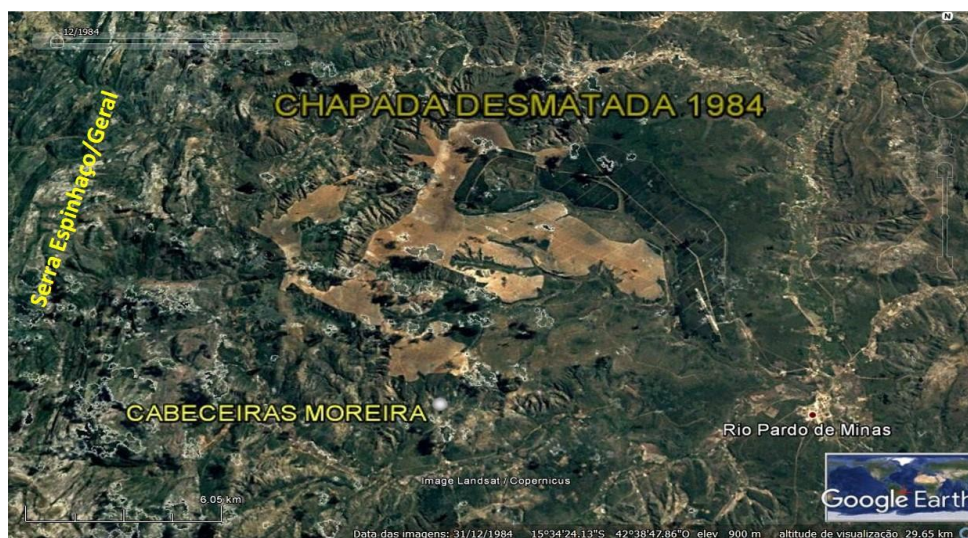 N
12/1984
CHAPADA DESMATADA 1984
Serra Espinhaço/Geral
CABECEIRAS MOREIRA
Rio Pardo de Minas
Image Landsat / Copernicus
6.05 km
Google Earth
Data das imagens: 31/12/1984 15°34'24.13"S 42°38'47.86"O elev 900 m altitude de visualização 29.65 km